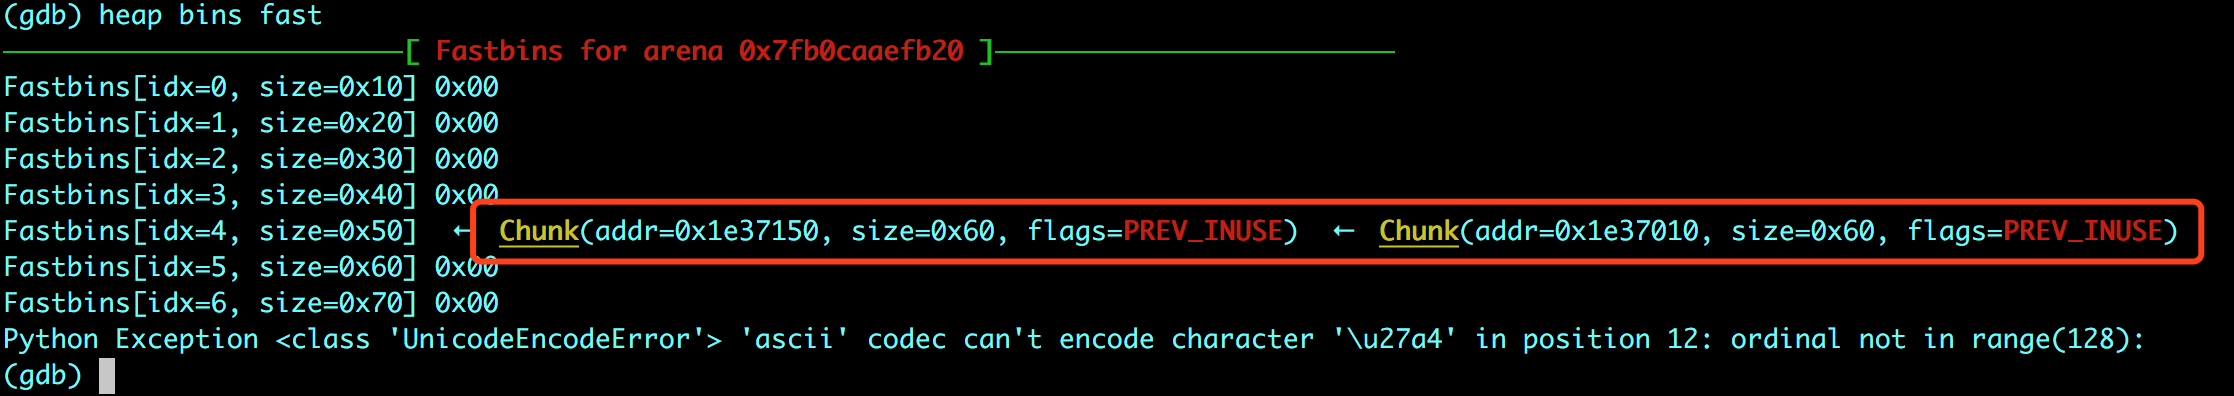 (gdb) heap bins fast
[ Fastbins for arena 0x7fb0caaefb20 ]
Fastbins[idx=0, size=0x10] 0x00
Fastbins[idx=1, size=0x20] 0x00
Fastbins[idx=2, size=0x30] 0x00
Fastbins[idx=3, size=0x40] 0x00
Fastbins[idx=4, size=0x50] ← Chunk(addr=0x1e37150, size=0x60, flags=PREV_INUSE) ← Chunk(addr=0x1e37010, size=0x60, flags=PREV_INUSE)
Fastbins[idx=5, size=0x60] 0x00
Fastbins[idx=6, size=0x70] 0x00
Python Exception <class 'UnicodeEncodeError'> 'ascii' codec can't encode character '\u27a4' in position 12: ordinal not in range(128):
(gdb)